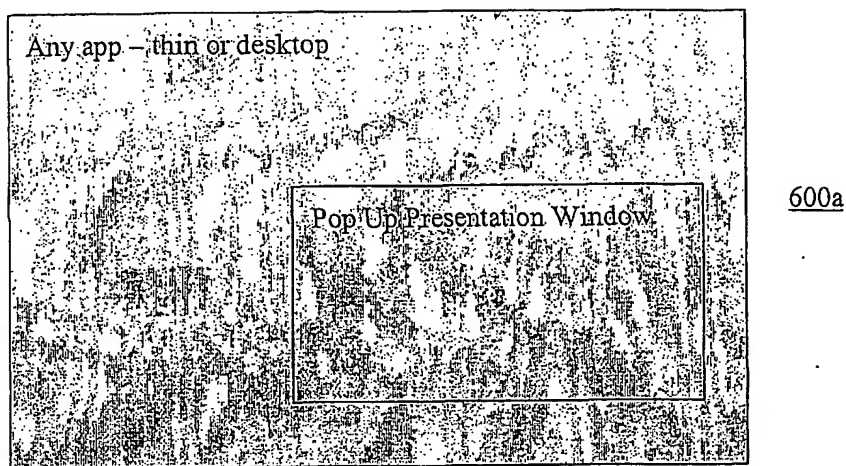 Any app – thin or desktop
Pop Up Presentation Window
600a